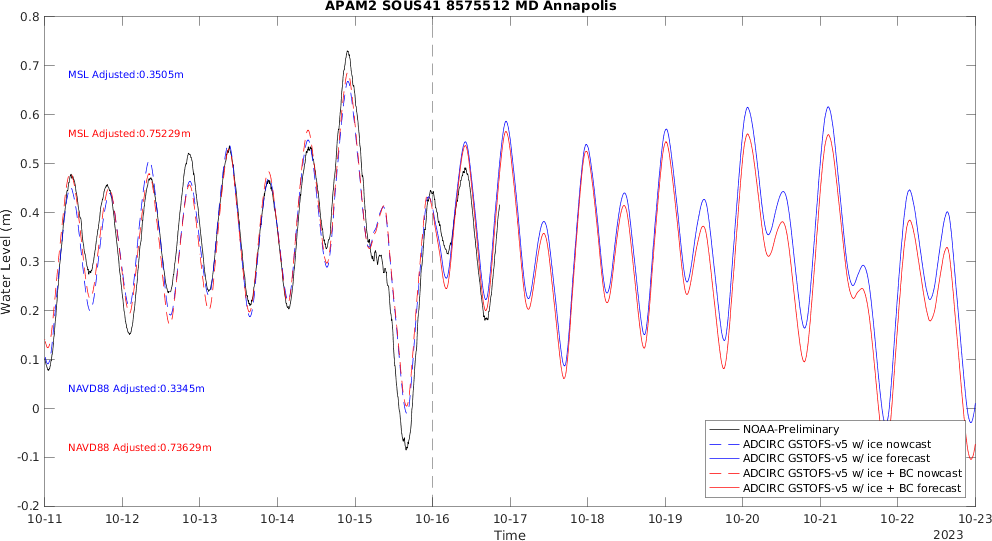 APAM2 SOUS41 8575512 MD Annapolis
0.8
0.7
0.6
0.5
0.4
0.3
0.2
0.1
0
-0.1
-0.2
Water Level (m)
MSL Adjusted:0.3505m
MSL Adjusted:0.75229m
NAVD88 Adjusted:0.3345m
NAVD88 Adjusted:0.73629m
NOAA-Preliminary
ADCIRC GSTOFS-v5 w/ ice nowcast
ADCIRC GSTOFS-v5 w/ ice forecast
ADCIRC GSTOFS-v5 w/ ice + BC nowcast
ADCIRC GSTOFS-v5 w/ ice + BC forecast
10-11 10-12 10-13 10-14 10-15 10-16 10-17 10-18 10-19 10-20 10-21 10-22 10-23
Time
2023